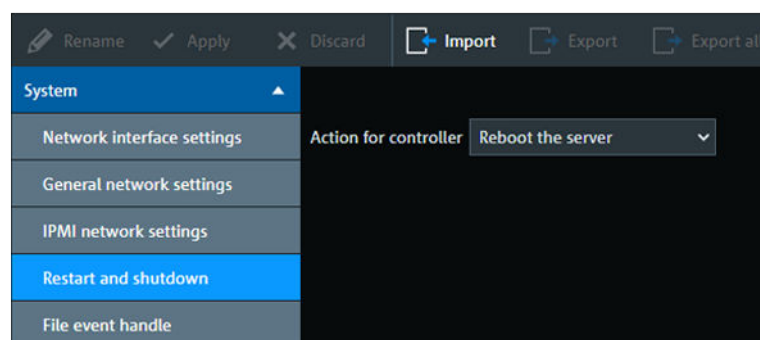 Rename Apply Discard Import Export Export all
System
Network interface settings
Action for controller Reboot the server
General network settings
IPMI network settings
Restart and shutdown
File event handle